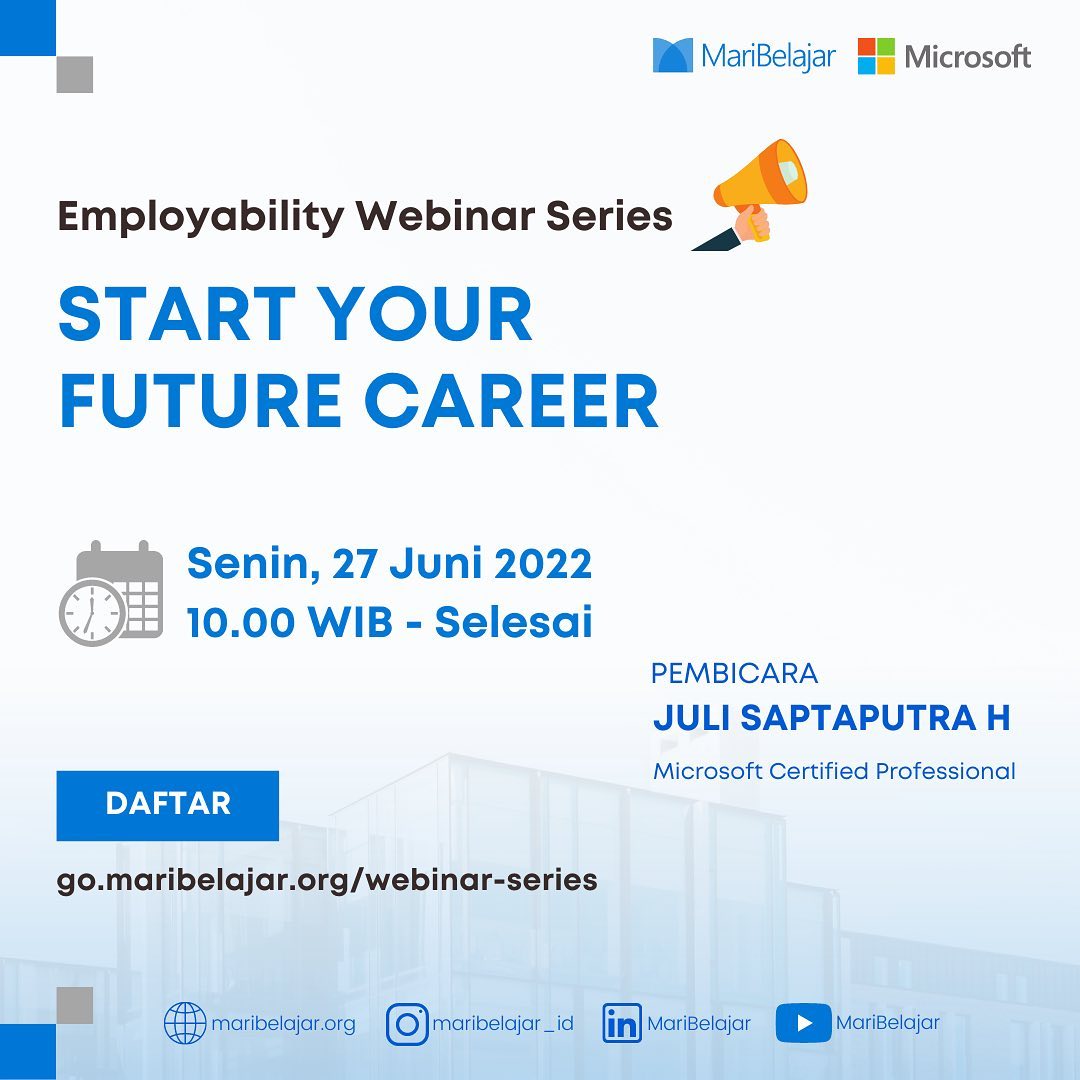 MariBelajar Microsoft
Employability Webinar Series
START YOUR
FUTURE CAREER
Senin, 27 Juni 2022
10.00 WIB - Selesai
PEMBICARA
JULI SAPTAPUTRA H
Microsoft Certified Professional
DAFTAR
go.maribelajar.org/webinar-series
maribelajar.org maribelajar_id MariBelajar MariBelajar